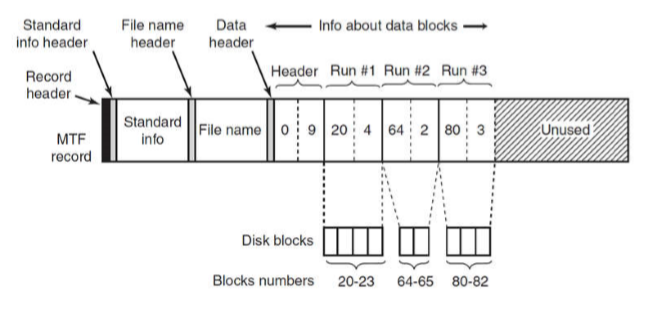 Standard
info header
File name
header
Data
header
Info about data blocks
Record
header
Header Run #1 Run #2 Run #3
MTF
record
Standard
info
File name
0 9 20 4 64 2 80 3
Unused
Disk blocks
Blocks numbers 20-23 64-65 80-82